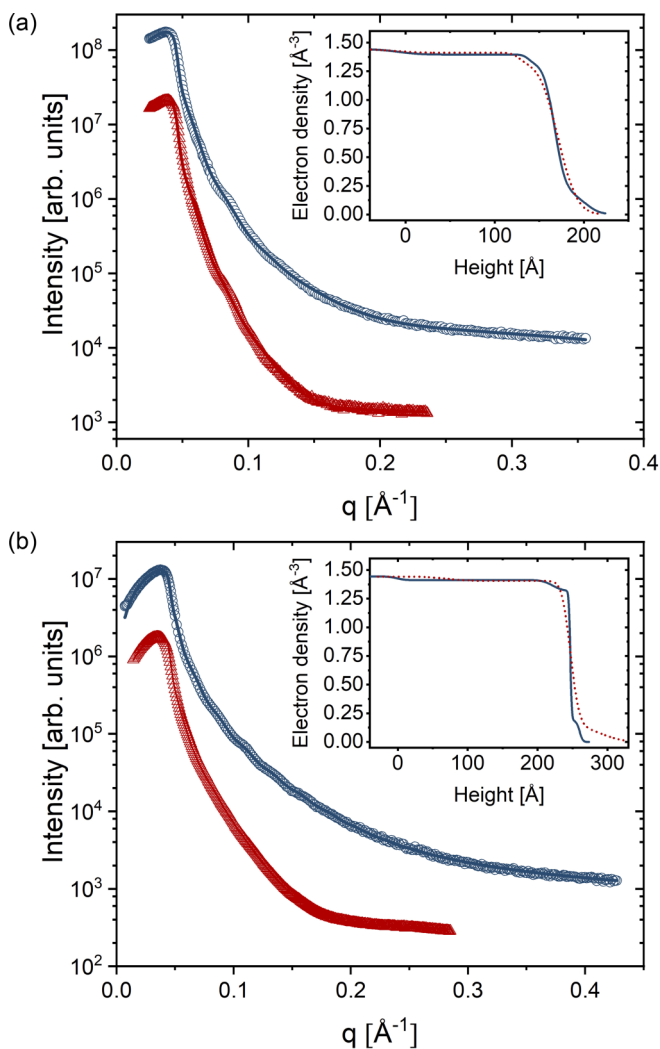 (a)
Intensity [arb. units]
10⁸
10⁷
10⁶
10⁵
10⁴
10³
0.0 0.1 0.2 0.3 0.4
q [Å⁻¹]
Electron density [Å⁻³]
1.50
1.25
1.00
0.75
0.50
0.25
0.00
0 100 200
Height [Å]
(b)
Intensity [arb. units]
10⁷
10⁶
10⁵
10⁴
10³
10²
0.0 0.1 0.2 0.3 0.4
q [Å⁻¹]
Electron density [Å⁻³]
1.50
1.25
1.00
0.75
0.50
0.25
0.00
0 100 200 300
Height [Å]